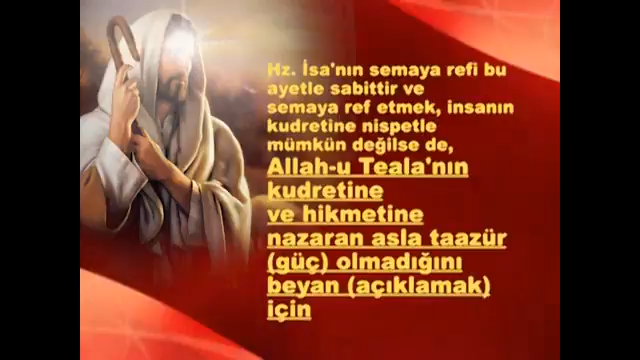 Hz. İsa'nın semaya refi bu
ayetle sabittir ve
semaya ref etmek, insanın
kudretine nispetle
mümkün değilse de,
Allah-u Teala'nın
kudretine
ve hikmetine
nazaran asla taazür
(güç) olmadığını
beyan (açıklamak)
için